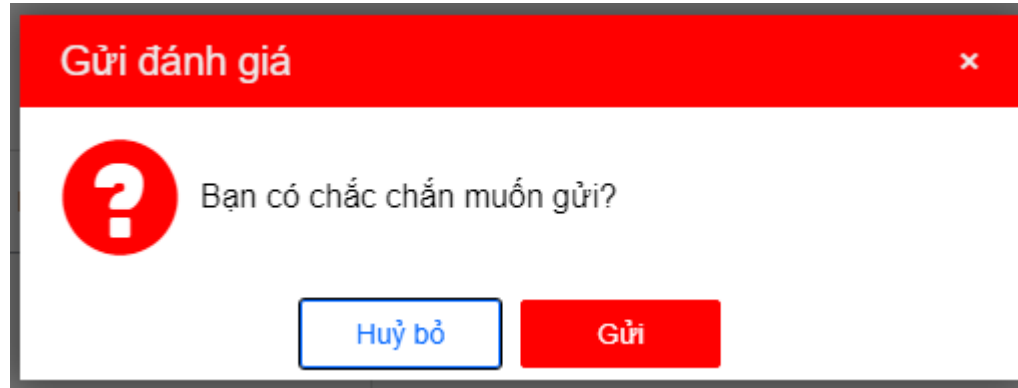 Gửi đánh giá ×
Bạn có chắc chắn muốn gửi?
Huỷ bỏ Gửi